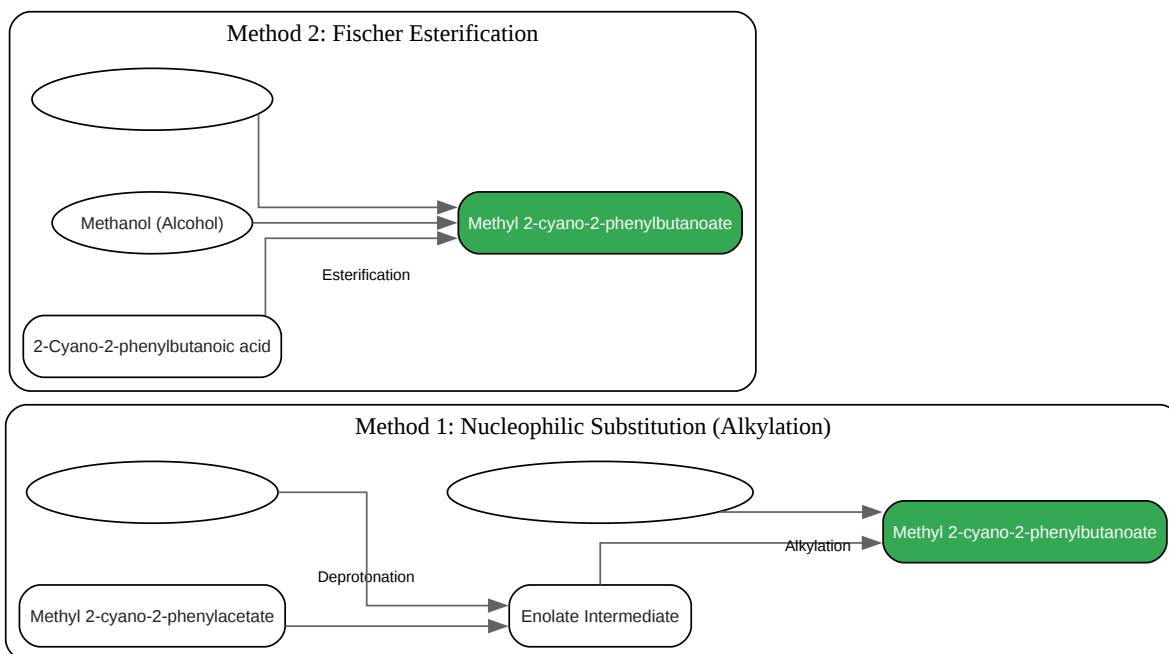 Method 2: Fischer Esterification
Methanol (Alcohol)
Methyl 2-cyano-2-phenylbutanoate
Esterification
2-Cyano-2-phenylbutanoic acid
Method 1: Nucleophilic Substitution (Alkylation)
Methyl 2-cyano-2-phenylbutanoate
Alkylation
Deprotonation
Methyl 2-cyano-2-phenylacetate
Enolate Intermediate